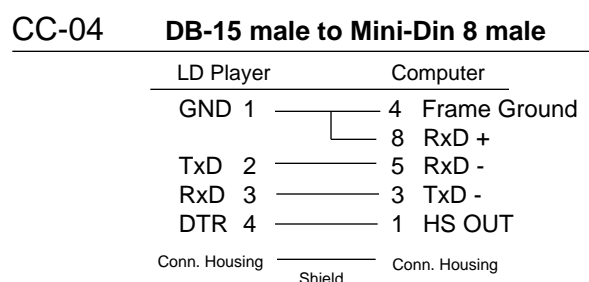 CC-04 DB-15 male to Mini-Din 8 male
LD Player Computer
GND 1 4 Frame Ground
8 RxD +
TxD 2 5 RxD -
RxD 3 3 TxD -
DTR 4 1 HS OUT
Conn. Housing Conn. Housing
Shield